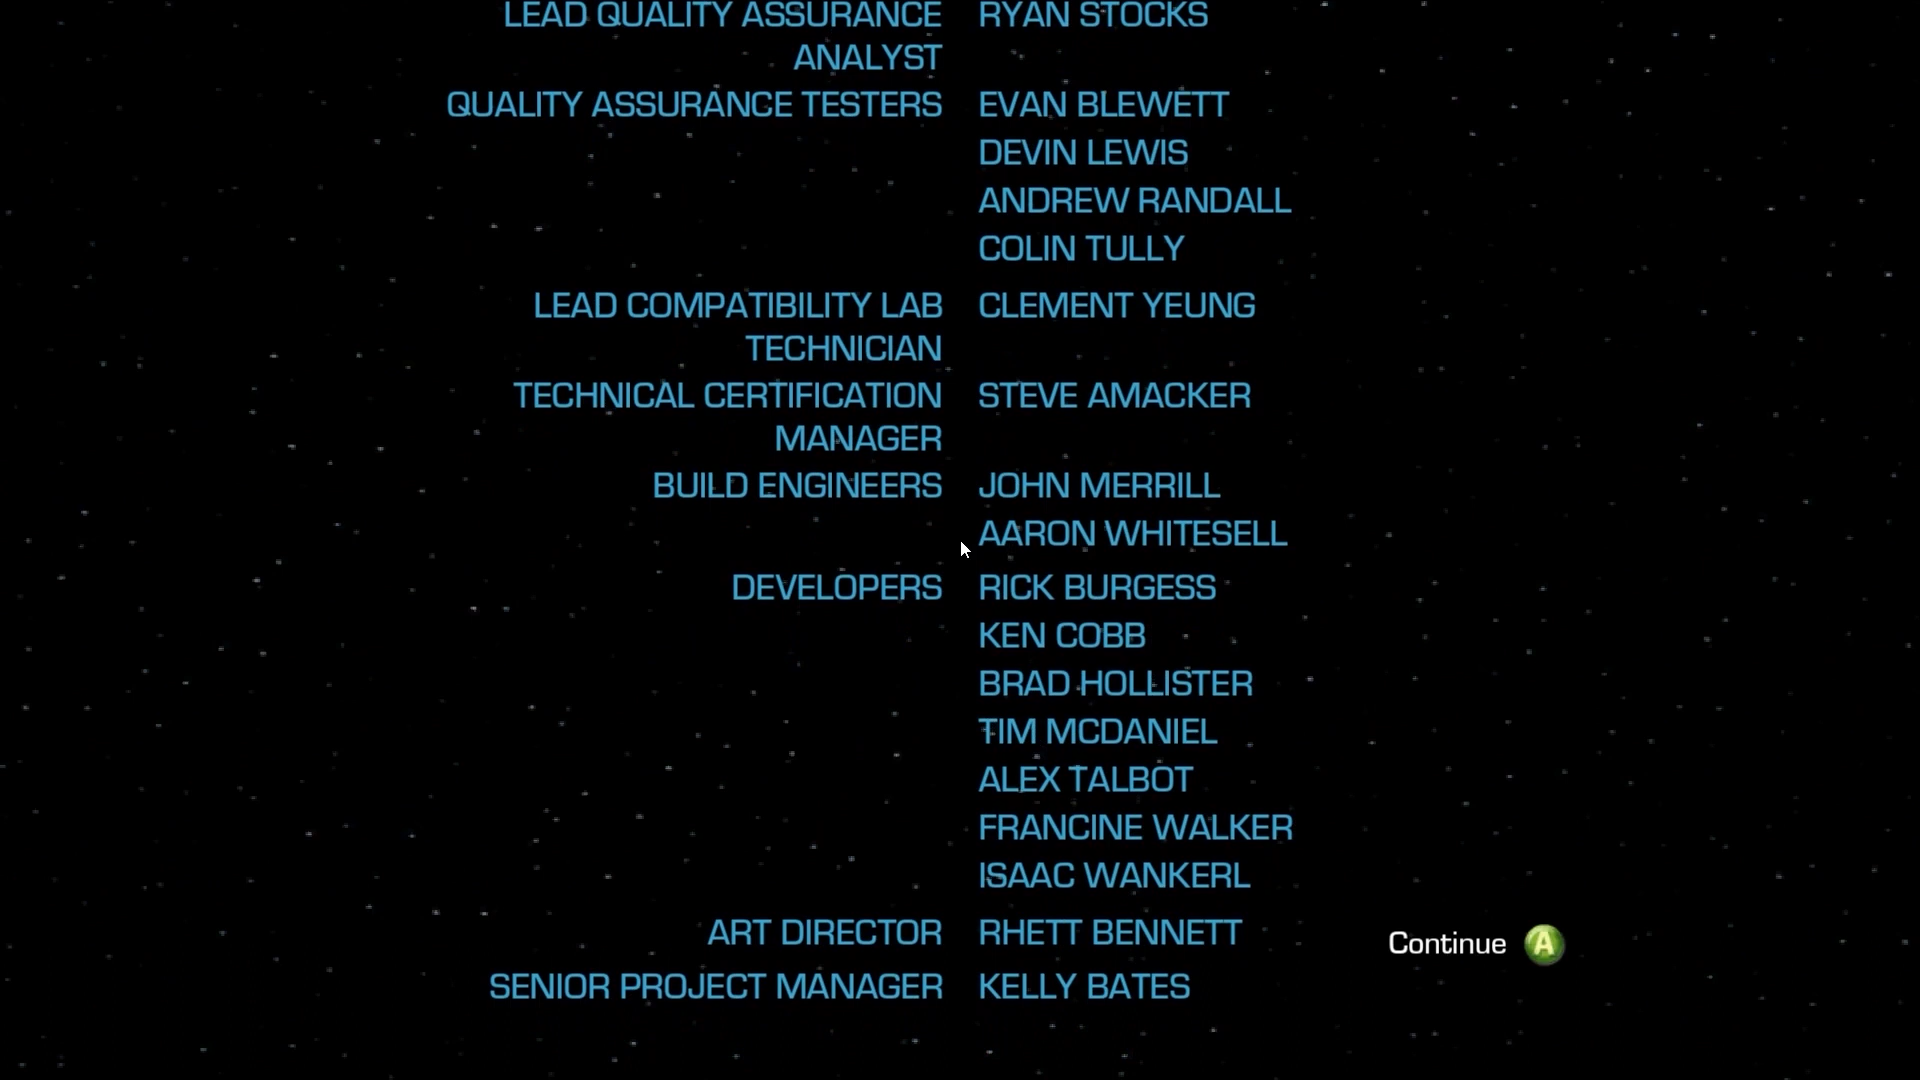 LEAD QUALITY ASSURANCE RYAN STOCKS
ANALYST
QUALITY ASSURANCE TESTERS EVAN BLEWETT
DEVIN LEWIS
ANDREW RANDALL
COLIN TULLY
LEAD COMPATIBILITY LAB CLEMENT YEUNG
TECHNICIAN
TECHNICAL CERTIFICATION STEVE AMACKER
MANAGER
BUILD ENGINEERS JOHN MERRILL
AARON WHITESELL
DEVELOPERS RICK BURGESS
KEN COBB
BRAD HOLLISTER
TIM MCDANIEL
ALEX TALBOT
FRANCINE WALKER
ISAAC WANKERL
ART DIRECTOR RHETT BENNETT
Continue A
SENIOR PROJECT MANAGER KELLY BATES